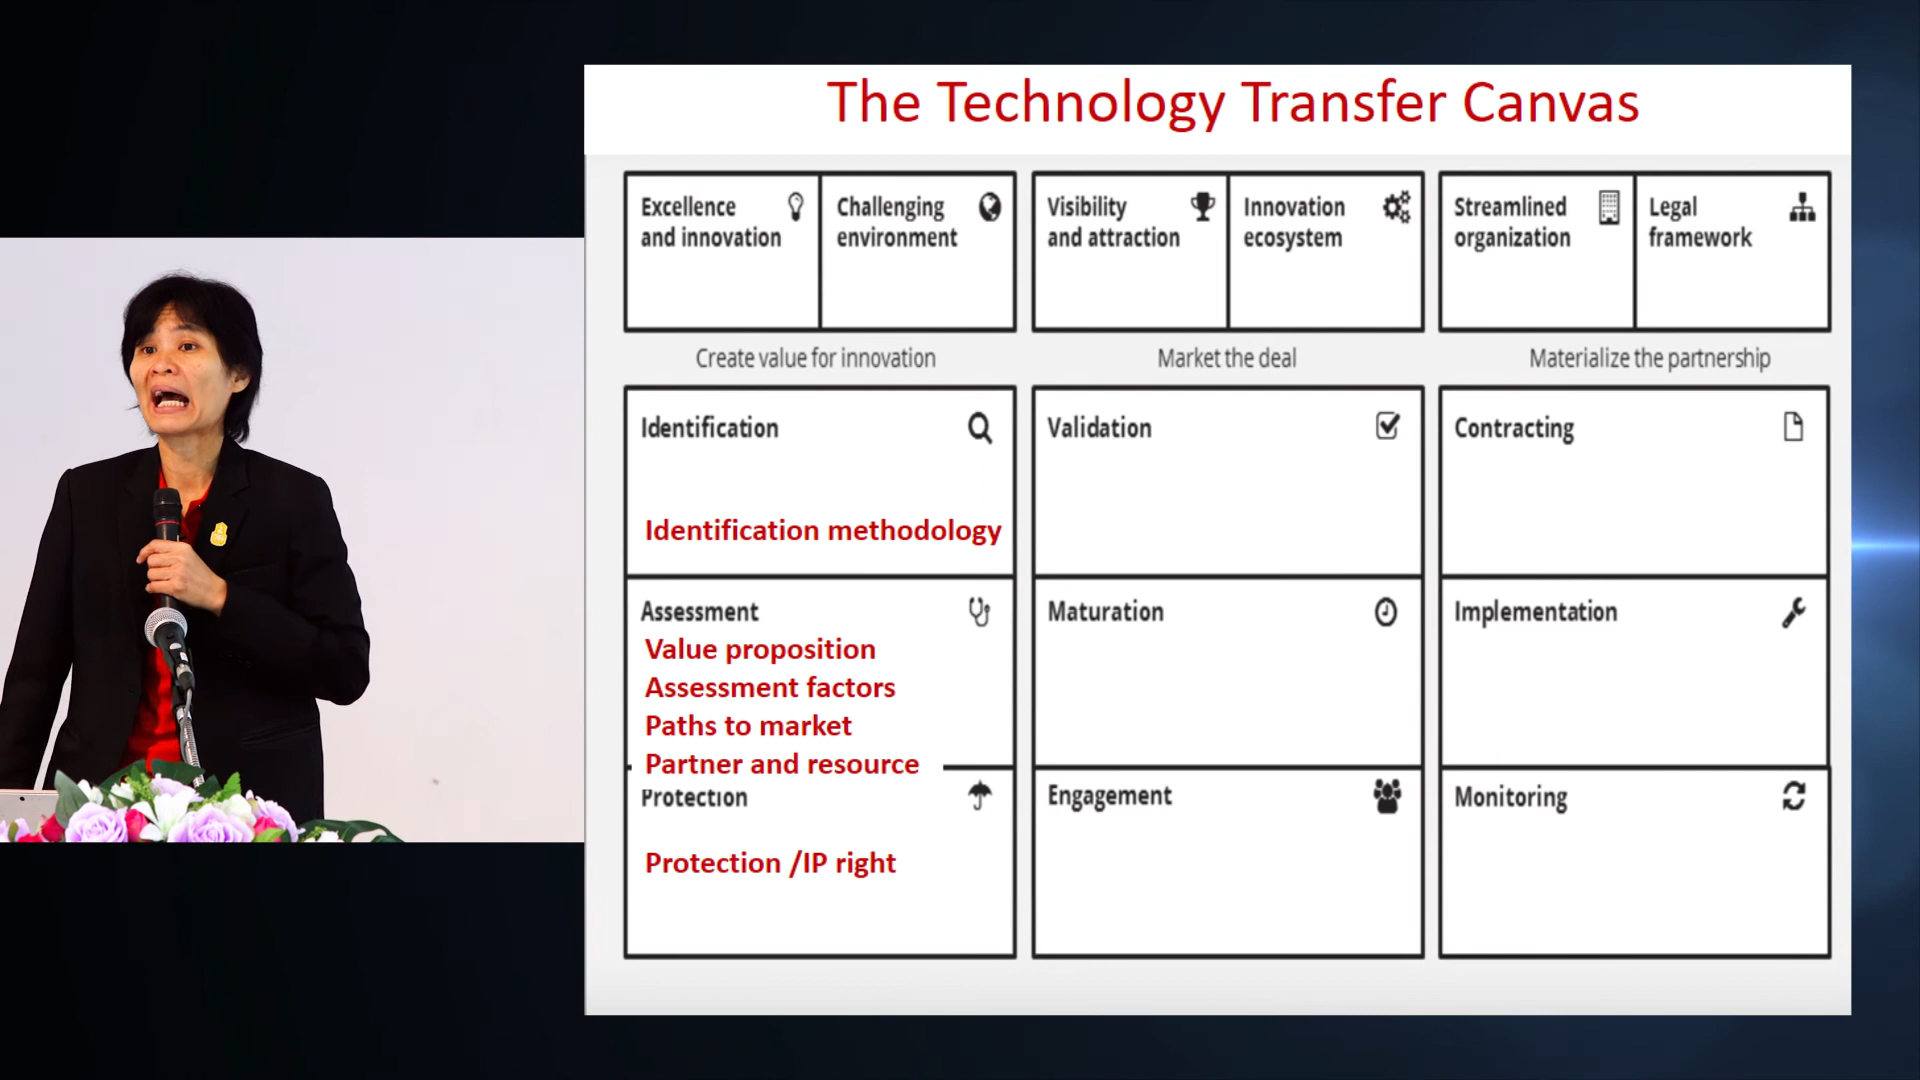 The Technology Transfer Canvas
Excellence
and innovation
Challenging
environment
Visibility
and attraction
Innovation
ecosystem
Streamlined
organization
Legal
framework
Create value for innovation
Market the deal
Materialize the partnership
Identification
Identification methodology
Validation
Contracting
Assessment
Value proposition
Assessment factors
Paths to market
Partner and resource
Maturation
Implementation
Protection
Protection /IP right
Engagement
Monitoring